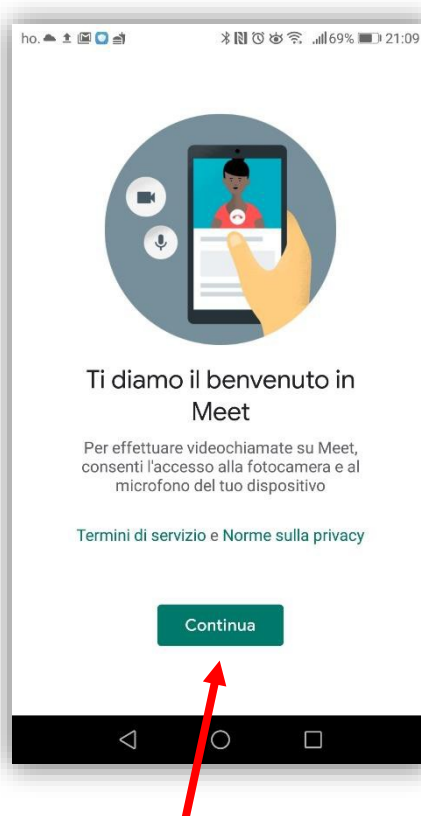 ho. 69% 21:09
Ti diamo il benvenuto in
Meet
Per effettuare videochiamate su Meet,
consenti l'accesso alla fotocamera e al
microfono del tuo dispositivo
Termini di servizio e Norme sulla privacy
Continua